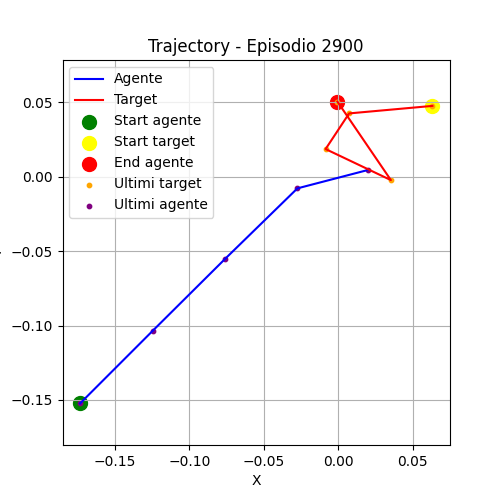 Trajectory - Episodio 2900
Agente
Target
Start agente
Start target
End agente
Ultimi target
Ultimi agente
0.05
0.00
−0.05
−0.10
−0.15
−0.15
−0.10
−0.05
0.00
0.05
X